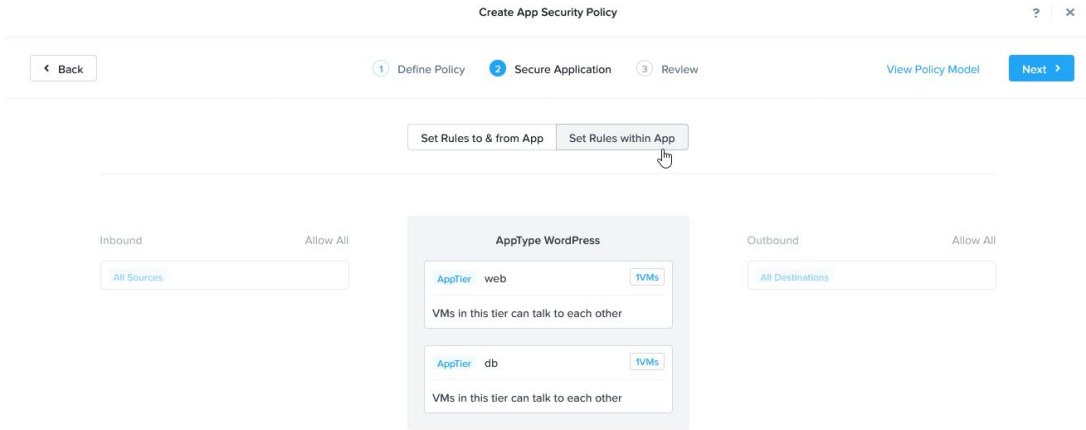 Create App Security Policy
?
×
Back
1 Define Policy 2 Secure Application 3 Review
View Policy Model
Next
Set Rules to & from App
Set Rules within App
Inbound Allow All
All Sources
AppType WordPress
AppTier web 1VMs
VMs in this tier can talk to each other
AppTier db 1VMs
VMs in this tier can talk to each other
Outbound Allow All
All Destinations